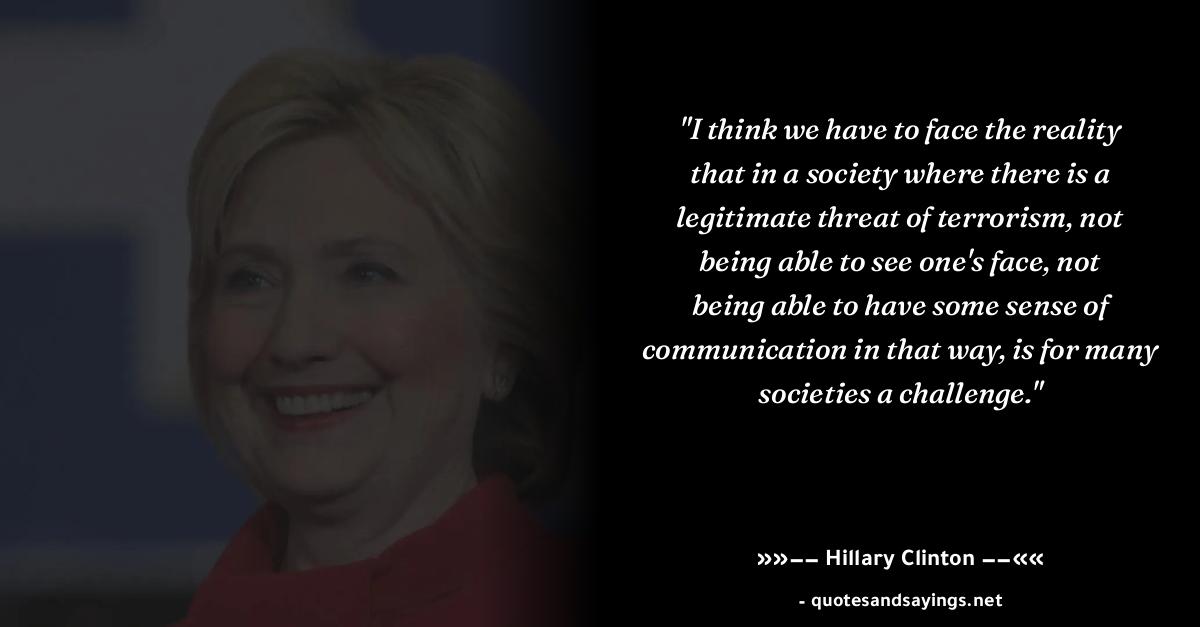 "I think we have to face the reality
that in a society where there is a
legitimate threat of terrorism, not
being able to see one's face, not
being able to have some sense of
communication in that way, is for many
societies a challenge."
»»−− Hillary Clinton −−««
- quotesandsayings.net